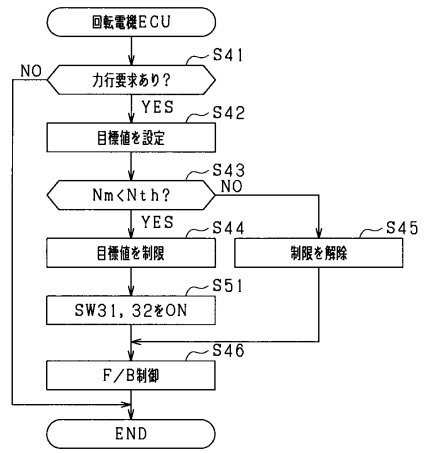 回転電機ECU
S41
力行要求あり?
NO
YES
S42
目標値を設定
S43
Nm<Nth?
NO
YES
S44
目標値を制限
S45
制限を解除
S51
SW31, 32をON
S46
F/B制御
END